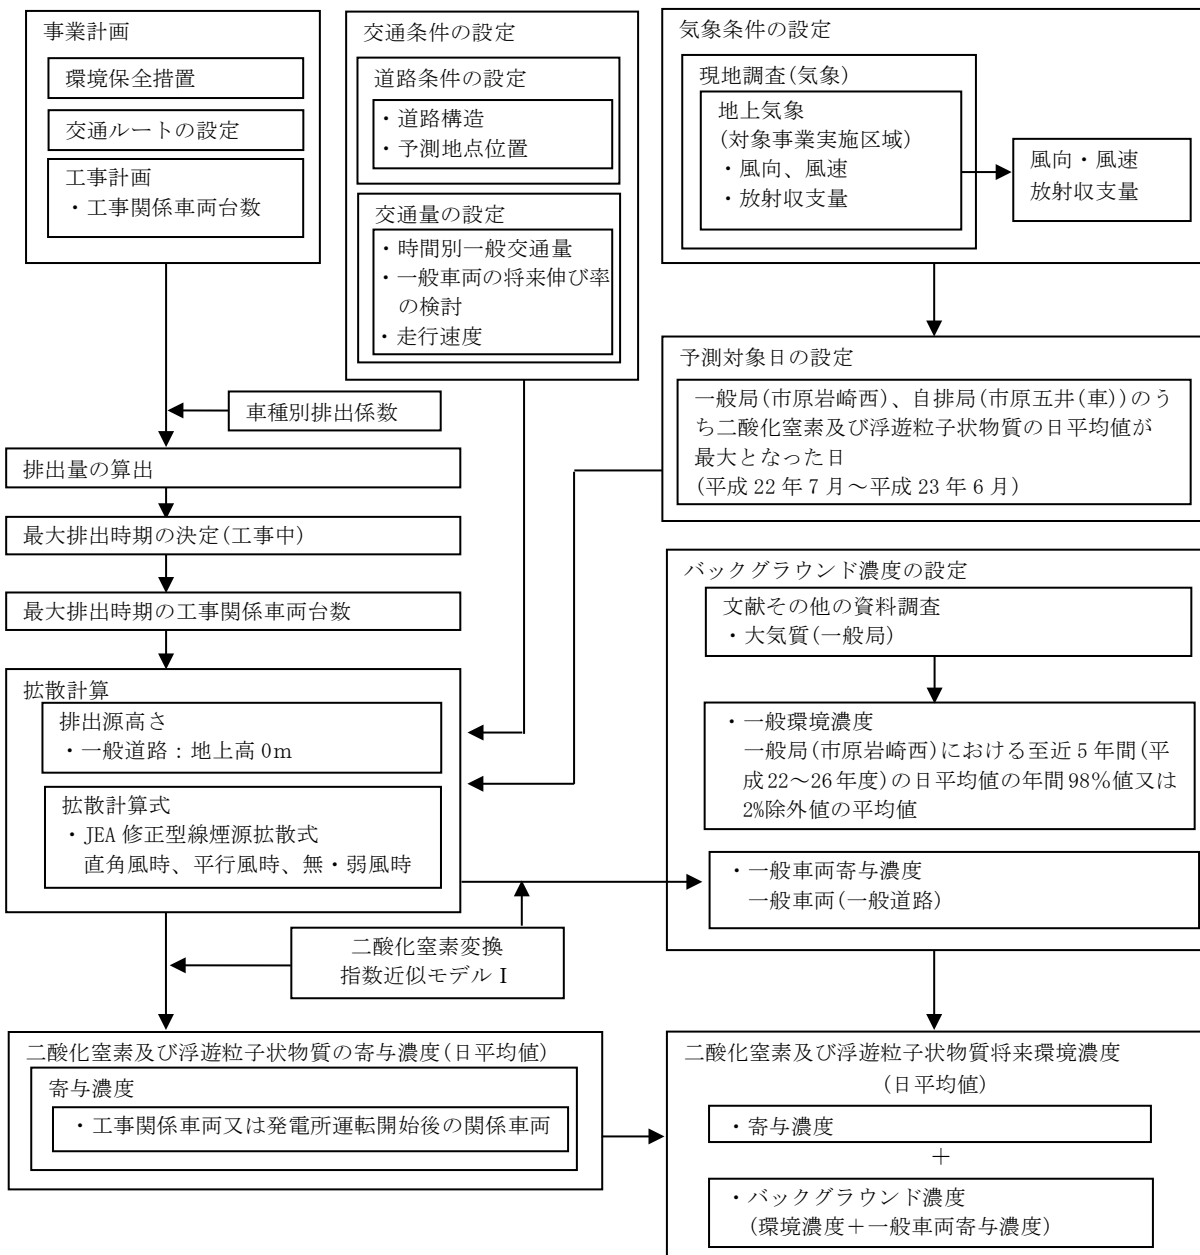 事業計画
環境保全措置
交通ルートの設定
工事計画
・工事関係車両台数
交通条件の設定
道路条件の設定
・道路構造
・予測地点位置
交通量の設定
・時間別一般交通量
・一般車両の将来伸び率
の検討
・走行速度
気象条件の設定
現地調査(気象)
地上気象
(対象事業実施区域)
・風向、風速
・放射収支量
風向・風速
放射収支量
予測対象日の設定
一般局(市原岩崎西)、自排局(市原五井(車))のう
ち二酸化窒素及び浮遊粒子状物質の日平均値が
最大となった日
(平成22年7月～平成23年6月)
車種別排出係数
排出量の算出
最大排出時期の決定(工事中)
最大排出時期の工事関係車両台数
拡散計算
排出源高さ
・一般道路：地上高0m
拡散計算式
・JEA修正型線煙源拡散式
直角風時、平行風時、無・弱風時
バックグラウンド濃度の設定
文献その他の資料調査
・大気質(一般局)
・一般環境濃度
一般局(市原岩崎西)における至近5年間(平
成22～26年度)の日平均値の年間98%値又は
2%除外値の平均値
・一般車両寄与濃度
一般車両(一般道路)
二酸化窒素変換
指数近似モデルⅠ
二酸化窒素及び浮遊粒子状物質の寄与濃度(日平均値)
寄与濃度
・工事関係車両又は発電所運転開始後の関係車両
二酸化窒素及び浮遊粒子状物質将来環境濃度
(日平均値)
・寄与濃度
＋
・バックグラウンド濃度
(環境濃度＋一般車両寄与濃度)